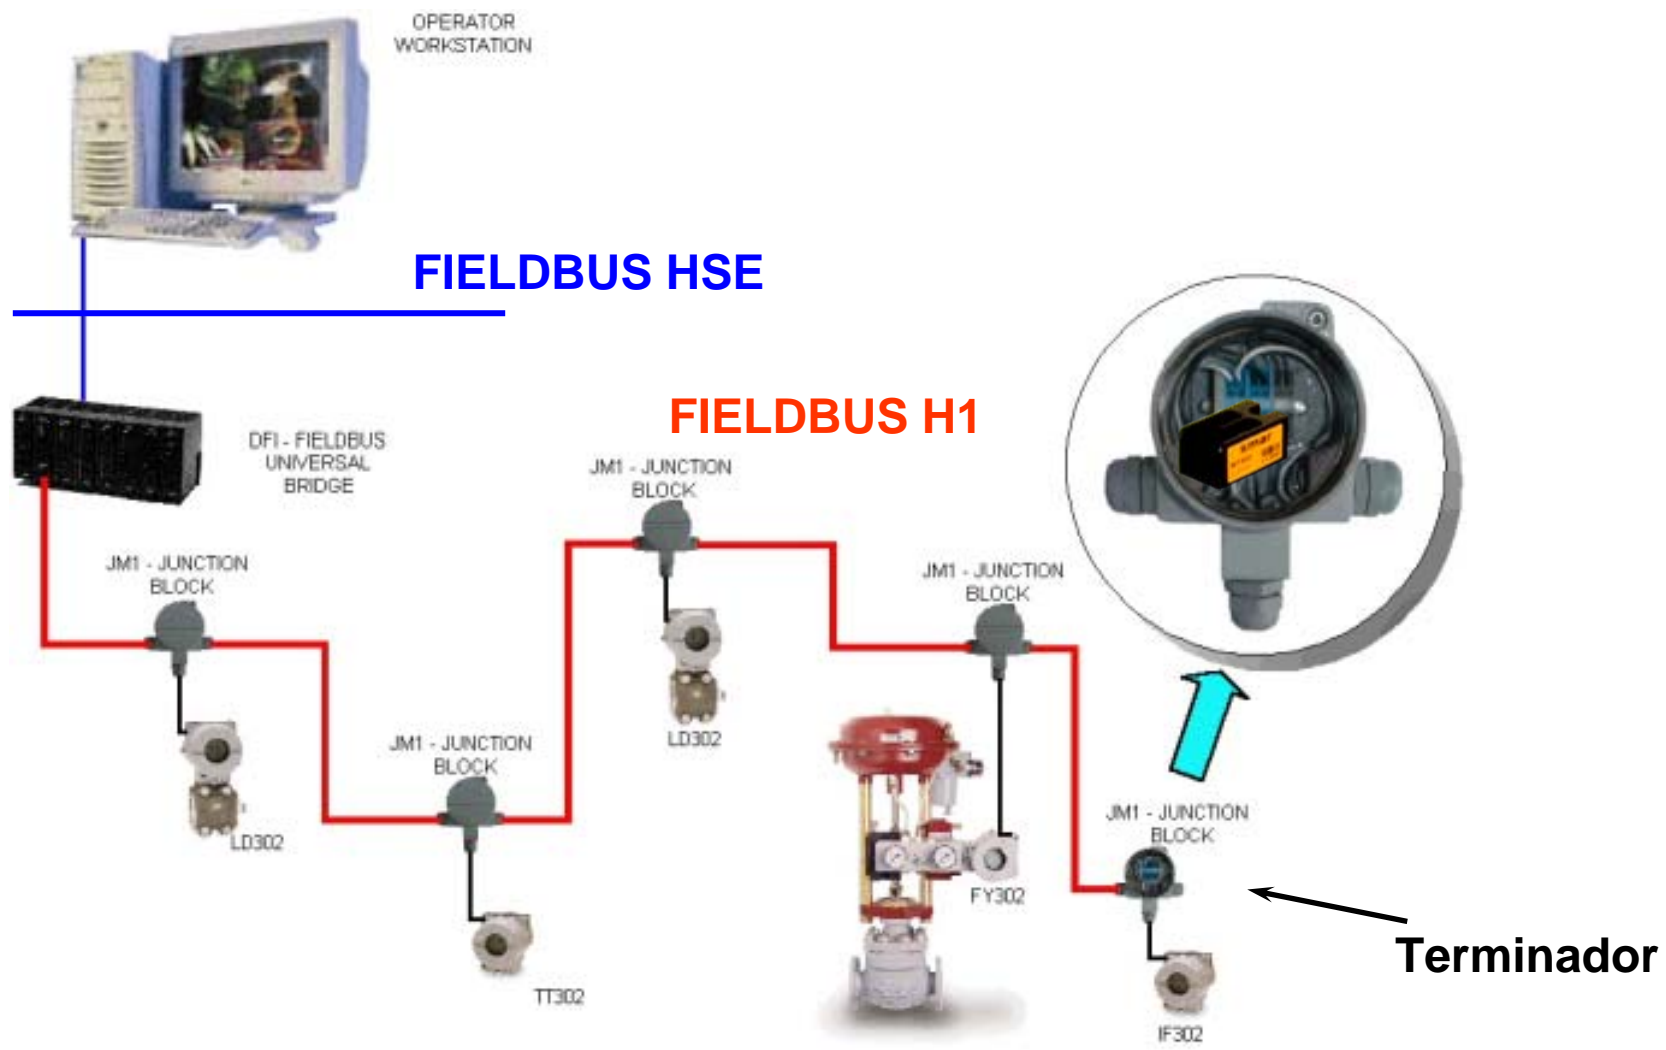 OPERATOR
WORKSTATION
FIELDBUS HSE
DFI - FIELDBUS
UNIVERSAL
BRIDGE
FIELDBUS H1
smar
JM1 - JUNCTION
BLOCK
JM1 - JUNCTION
BLOCK
JM1 - JUNCTION
BLOCK
LD302
JM1 - JUNCTION
BLOCK
LD302
JM1 - JUNCTION
BLOCK
FY302
Terminador
TT302
IF302